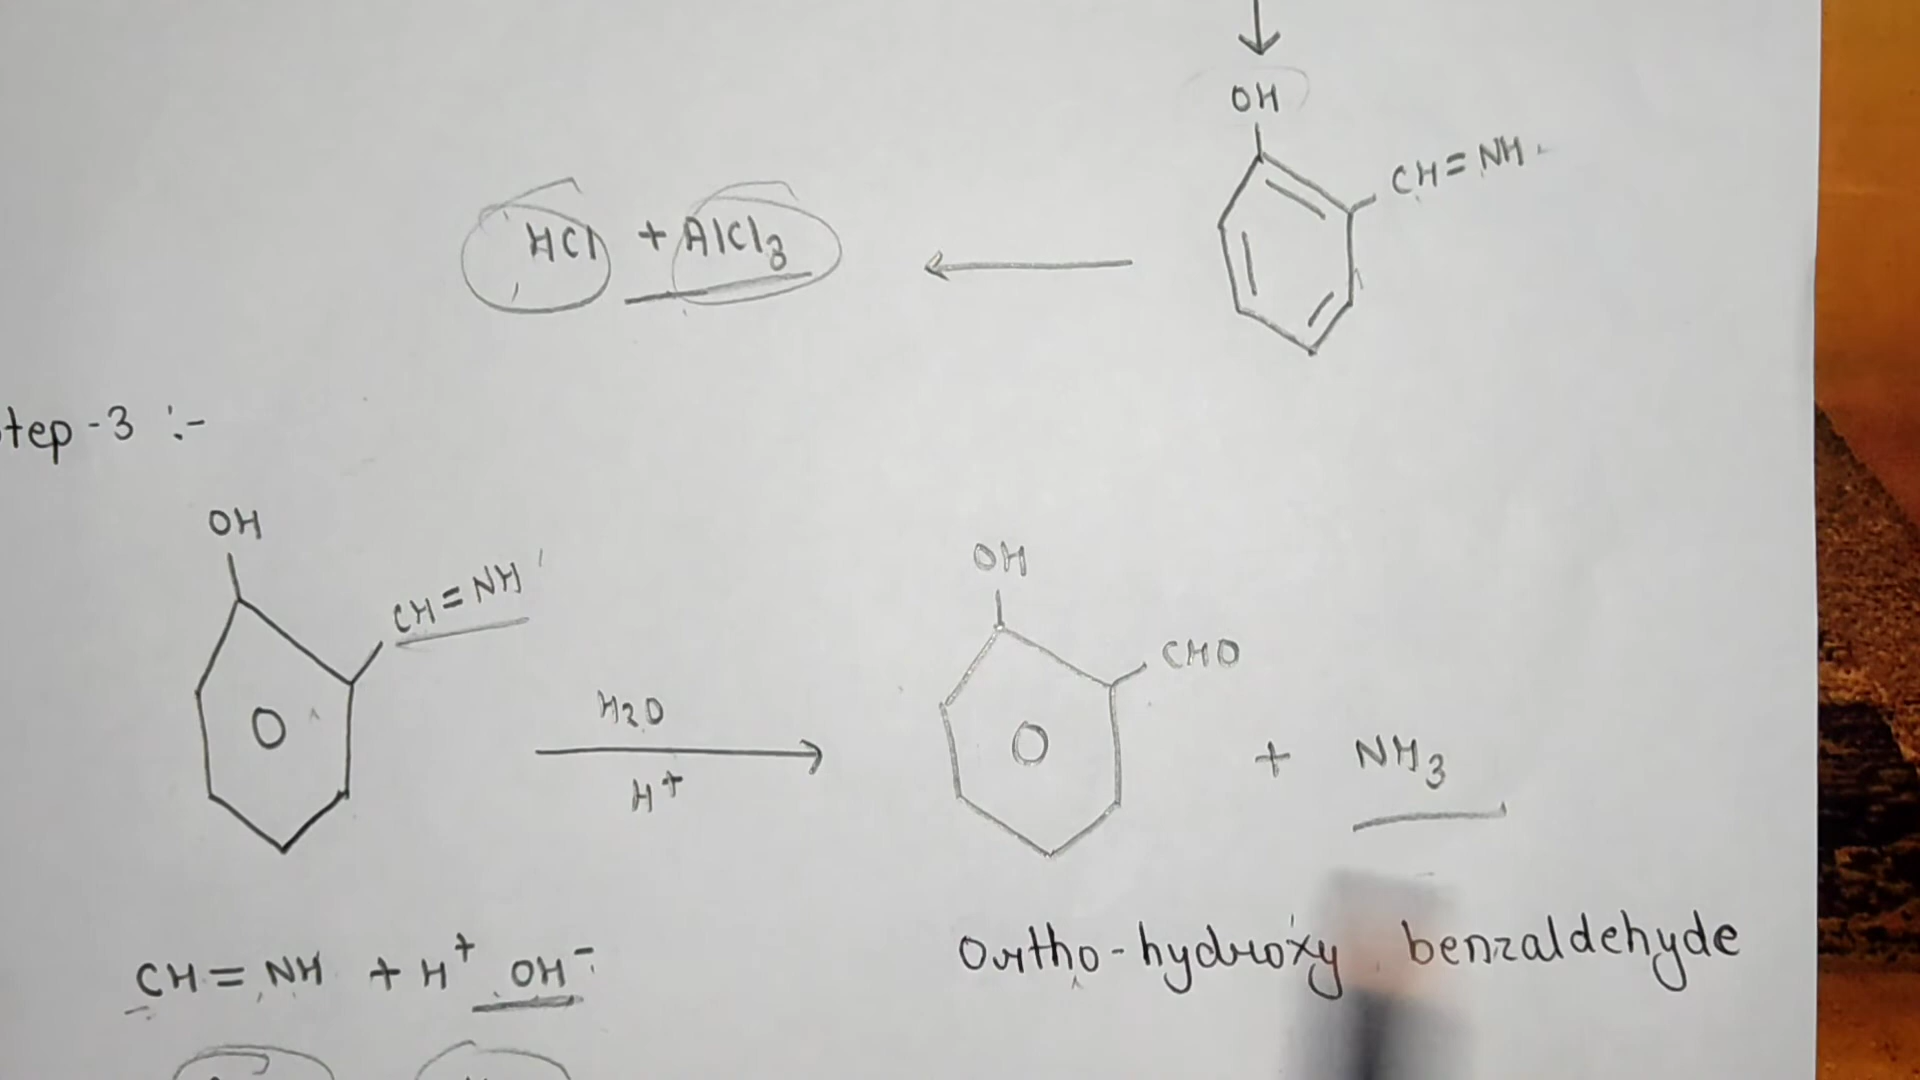 OH
CH=NH
HCl + AlCl3
tep-3 :-
OH
CH=NH
H2O
H+
OH
CHO
+ NH3
CH=NH + H+ OH-
Ortho-hydroxy benzaldehyde